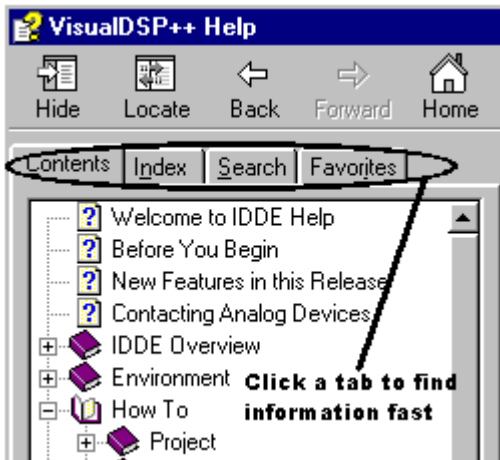 VisualDSP++ Help
Hide Locate Back Forward Home
Contents Index Search Favorites
Welcome to IDDE Help
Before You Begin
New Features in this Release
Contacting Analog Devices
IDDE Overview
Environment
How To
Project
Click a tab to find
information fast